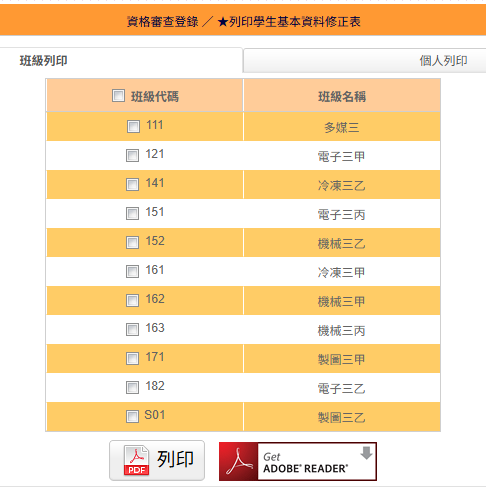 資格審查登錄 ／ ★列印學生基本資料修正表
班級列印 個人列印
班級代碼 班級名稱
111 多媒三
121 電子三甲
141 冷凍三乙
151 電子三丙
152 機械三乙
161 冷凍三甲
162 機械三甲
163 機械三丙
171 製圖三甲
182 電子三乙
S01 製圖三乙
PDF 列印 Get ADOBE® READER®